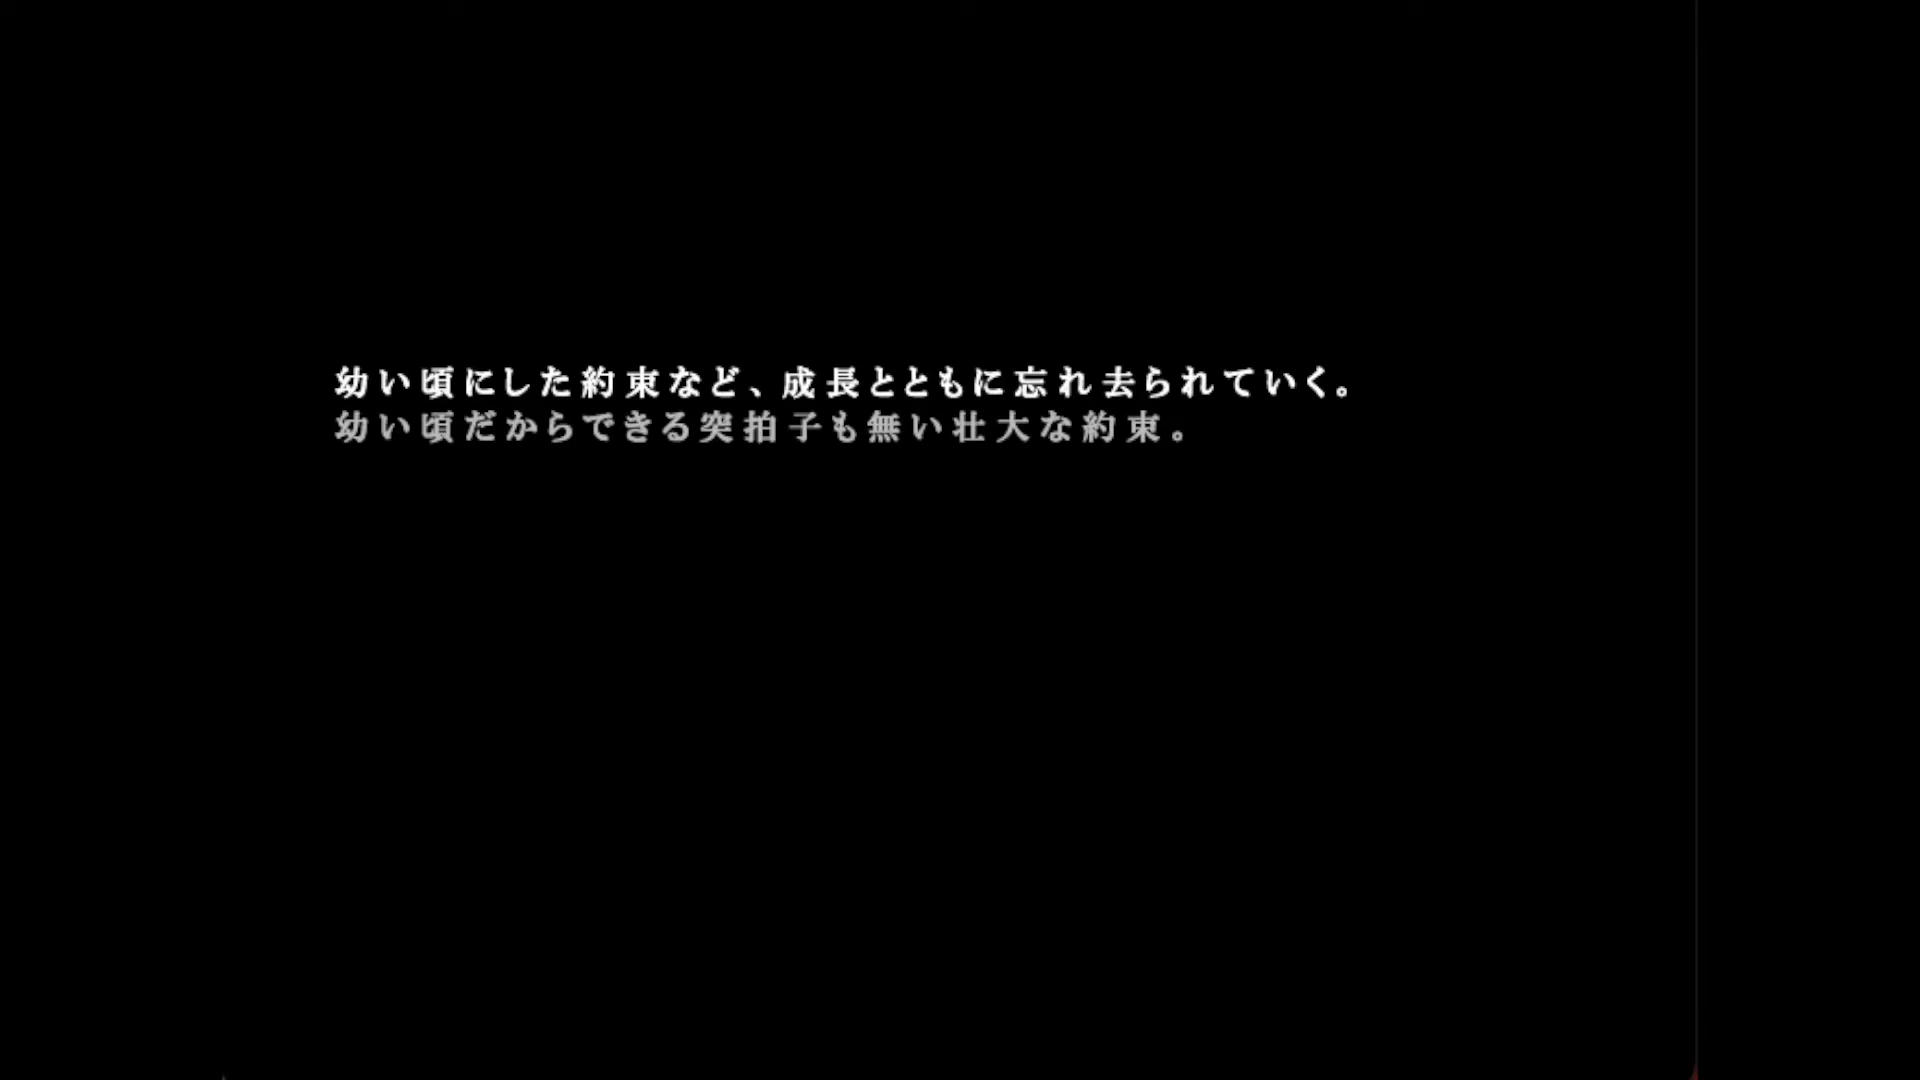 幼い頃にした約束など、成長とともに忘れ去られていく。
幼い頃だからできる突拍子も無い壮大な約束。